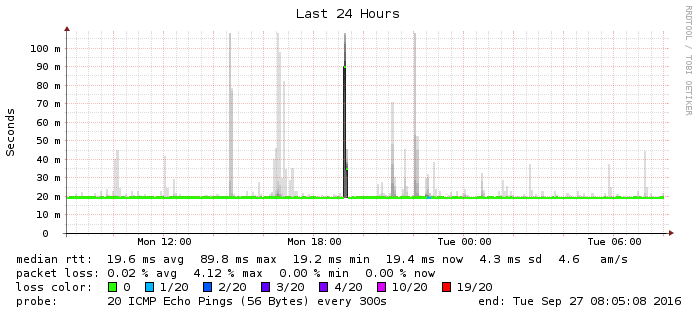 Last 24 Hours
RRDTOOL / TOBI OETIKER
Seconds
100 m
90 m
80 m
70 m
60 m
50 m
40 m
30 m
20 m
10 m
0
Mon 12:00 Mon 18:00 Tue 00:00 Tue 06:00
median rtt: 19.6 ms avg 89.8 ms max 19.2 ms min 19.4 ms now 4.3 ms sd 4.6 am/s
packet loss: 0.02 % avg 4.12 % max 0.00 % min 0.00 % now
loss color: 0 1/20 2/20 3/20 4/20 10/20 19/20
probe: 20 ICMP Echo Pings (56 Bytes) every 300s end: Tue Sep 27 08:05:08 2016